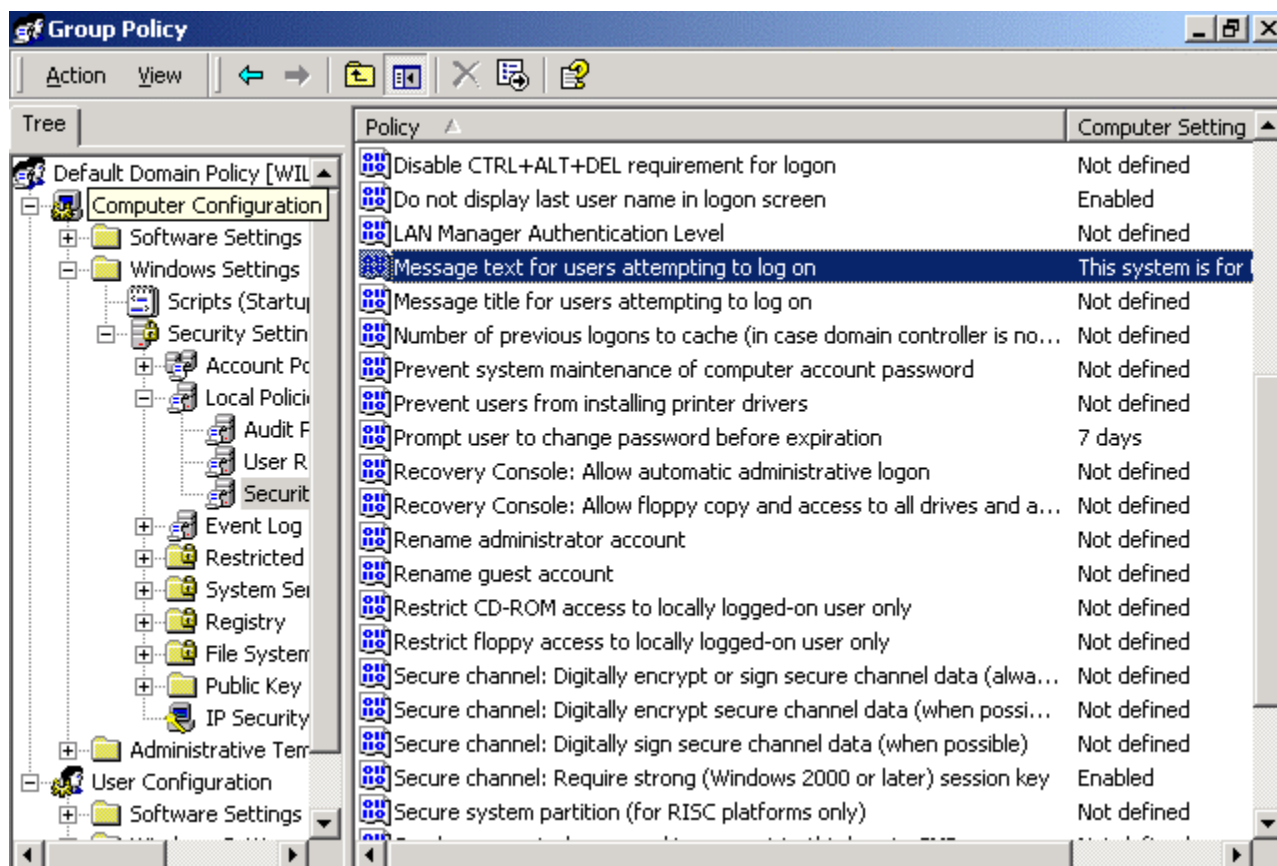 Group Policy
Action View
Tree
Default Domain Policy [WIL
Computer Configuration
Software Settings
Windows Settings
Scripts (Startu
Security Settin
Account Po
Local Polici
Audit P
User R
Securit
Event Log
Restricted
System Ser
Registry
File System
Public Key
IP Security
Administrative Tem
User Configuration
Software Settings
Policy Computer Setting
Disable CTRL+ALT+DEL requirement for logon Not defined
Do not display last user name in logon screen Enabled
LAN Manager Authentication Level Not defined
Message text for users attempting to log on This system is for
Message title for users attempting to log on Not defined
Number of previous logons to cache (in case domain controller is no... Not defined
Prevent system maintenance of computer account password Not defined
Prevent users from installing printer drivers Not defined
Prompt user to change password before expiration 7 days
Recovery Console: Allow automatic administrative logon Not defined
Recovery Console: Allow floppy copy and access to all drives and a... Not defined
Rename administrator account Not defined
Rename guest account Not defined
Restrict CD-ROM access to locally logged-on user only Not defined
Restrict floppy access to locally logged-on user only Not defined
Secure channel: Digitally encrypt or sign secure channel data (alwa... Not defined
Secure channel: Digitally encrypt secure channel data (when possi... Not defined
Secure channel: Digitally sign secure channel data (when possible) Not defined
Secure channel: Require strong (Windows 2000 or later) session key Enabled
Secure system partition (for RISC platforms only) Not defined